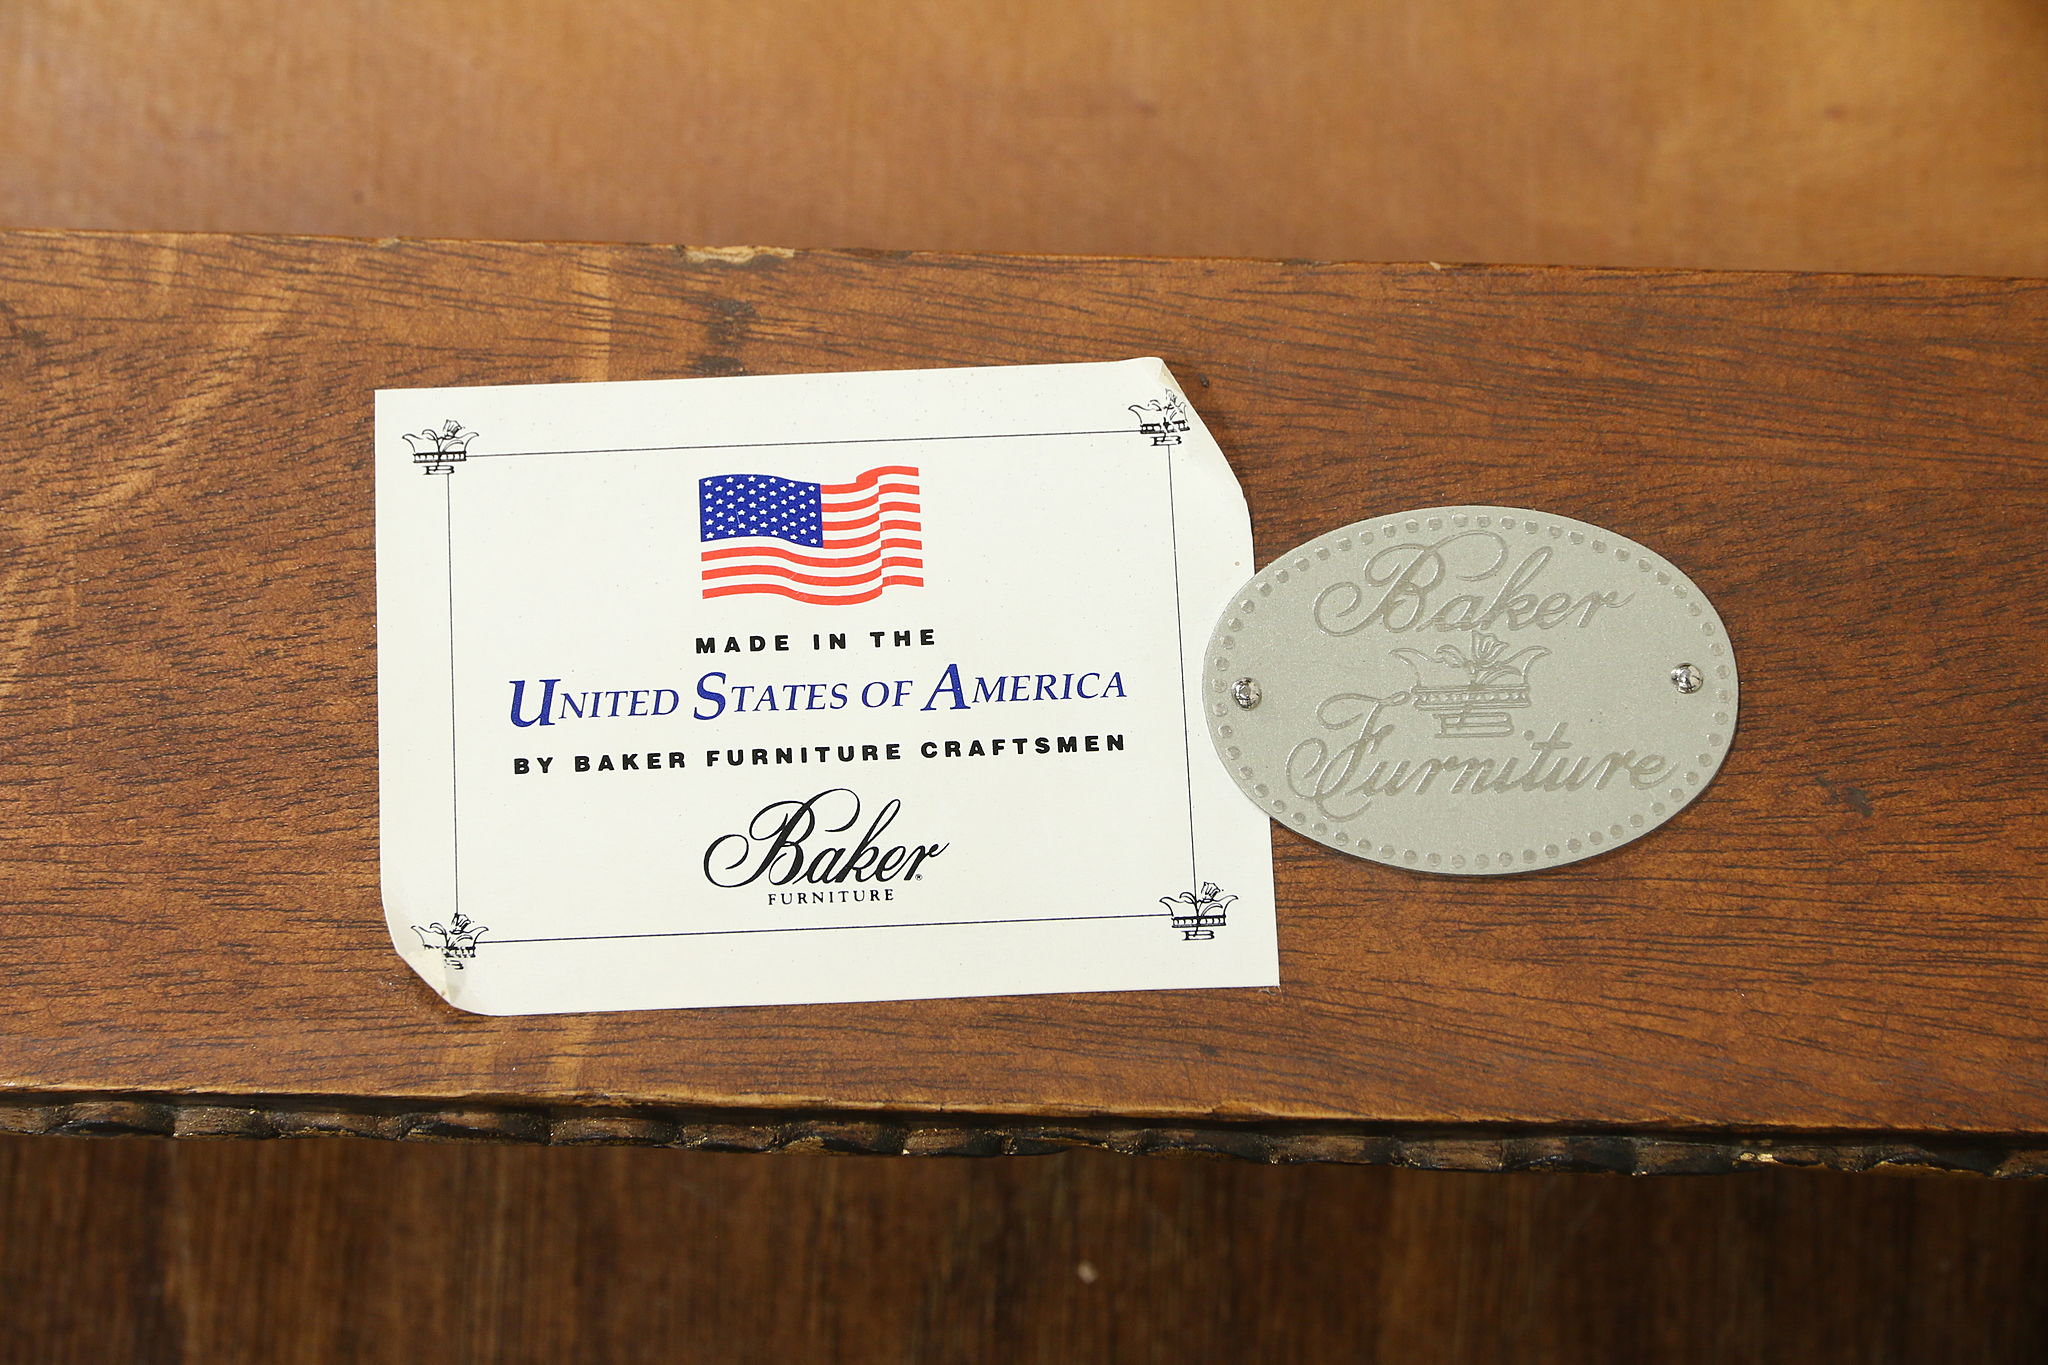 MADE IN THE
UNITED STATES OF AMERICA
BY BAKER FURNITURE CRAFTSMEN
Baker®
FURNITURE
Baker
B
Furniture